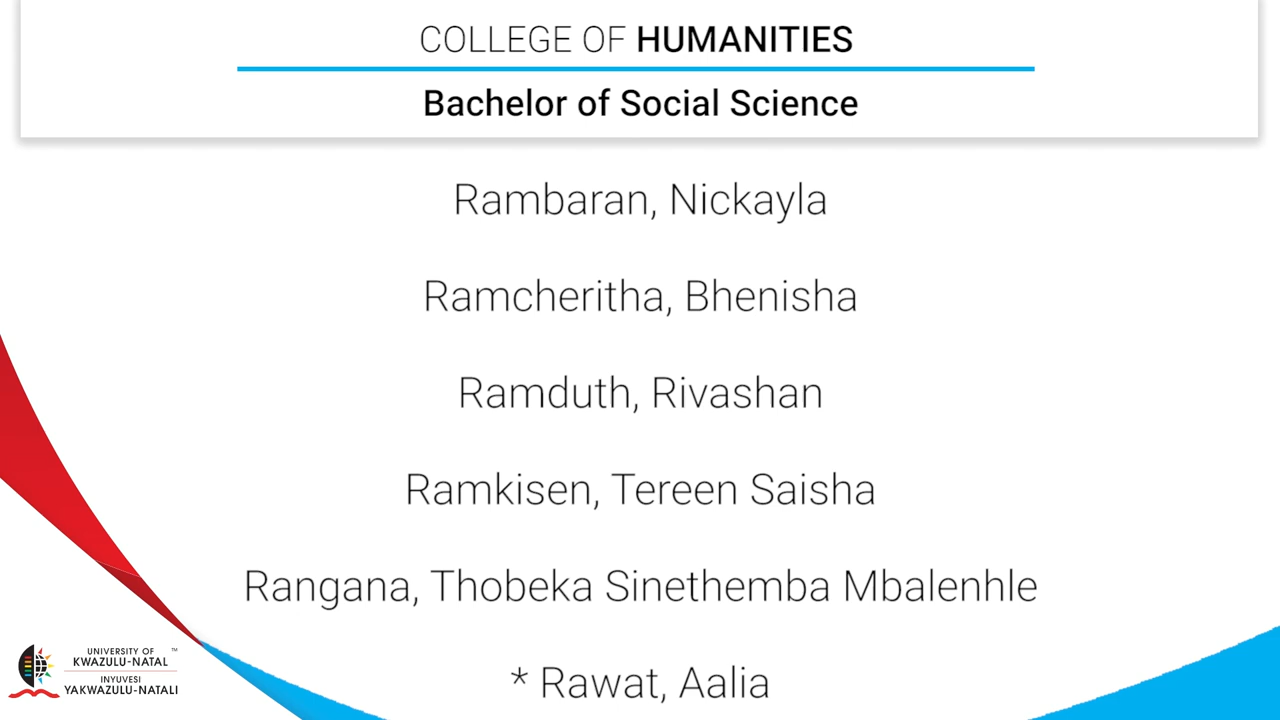 COLLEGE OF HUMANITIES
Bachelor of Social Science
Rambaran, Nickayla
Ramcheritha, Bhenisha
Ramduth, Rivashan
Ramkisen, Tereen Saisha
Rangana, Thobeka Sinethemba Mbalenhle
* Rawat, Aalia
UNIVERSITY OF ™
KWAZULU-NATAL
INYUVESI
YAKWAZULU-NATALI